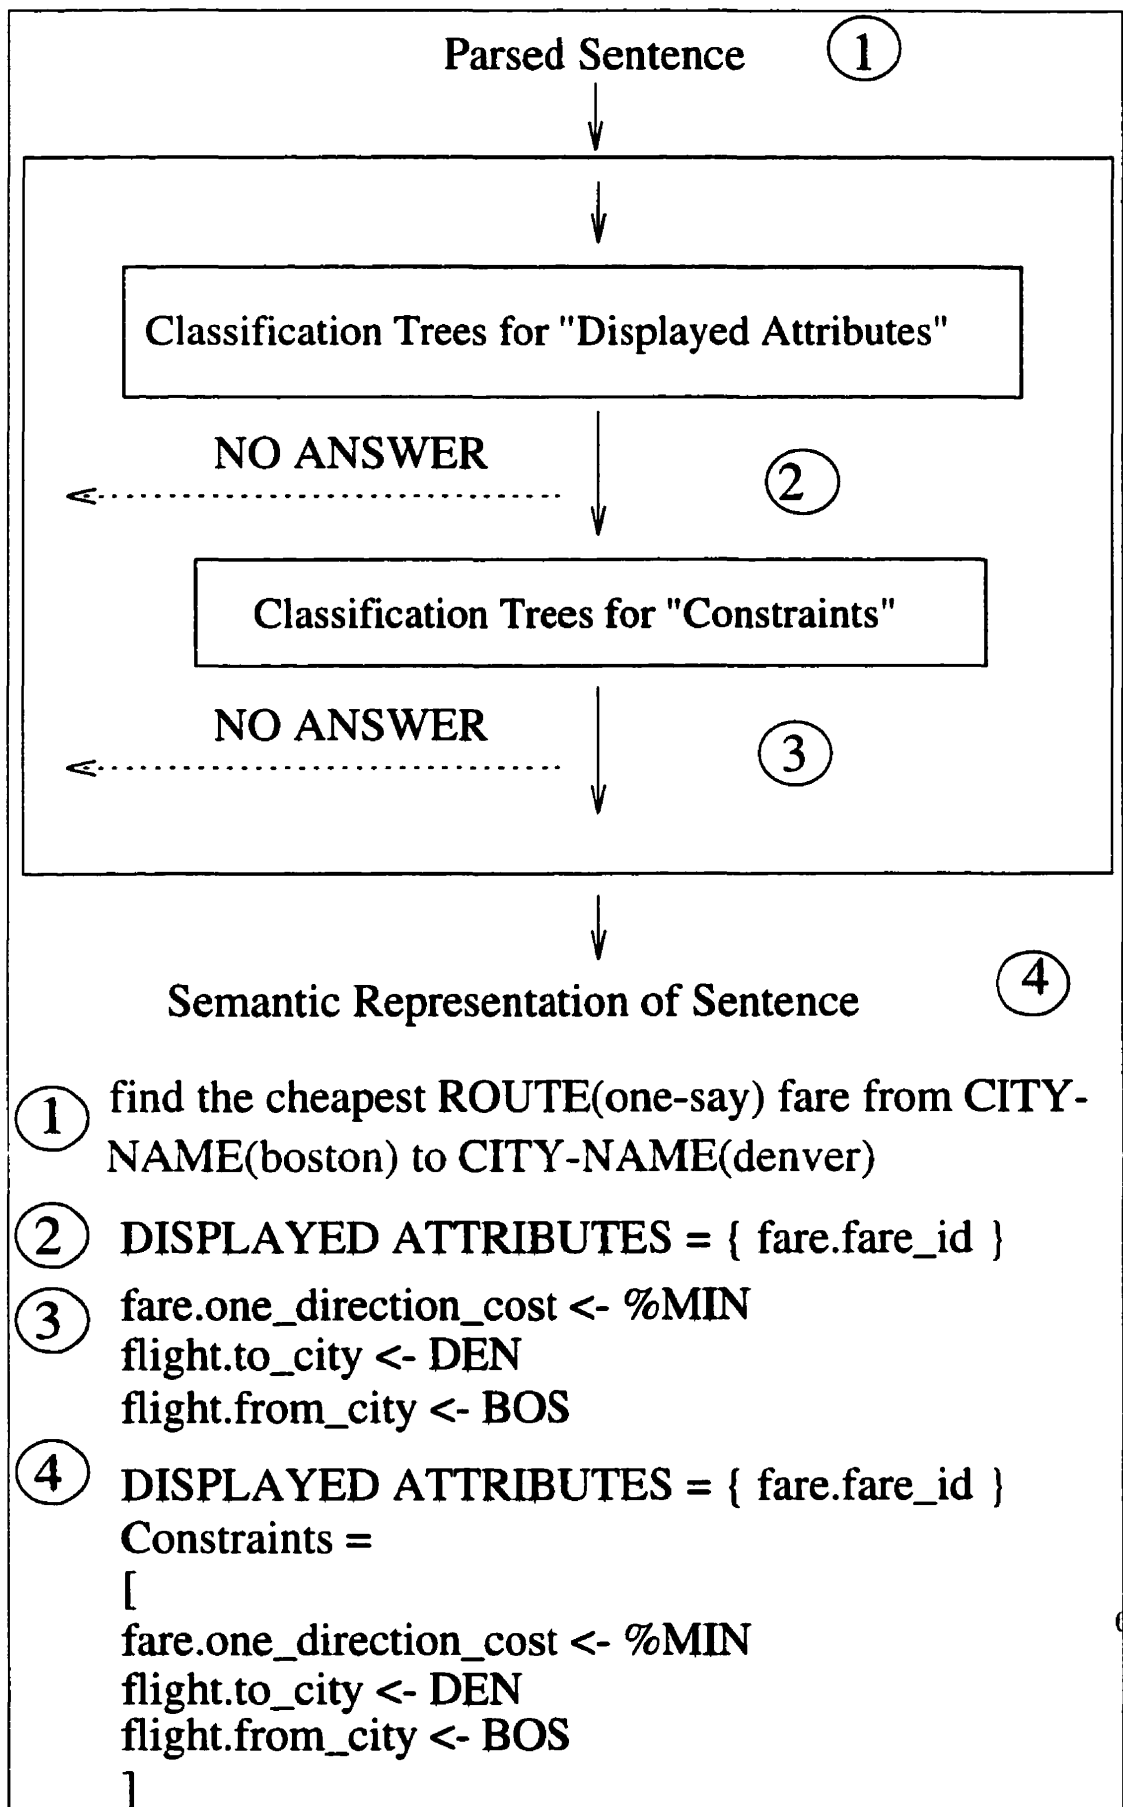 Parsed Sentence 1
Classification Trees for "Displayed Attributes"
NO ANSWER
2
Classification Trees for "Constraints"
NO ANSWER
3
Semantic Representation of Sentence 4
1 find the cheapest ROUTE(one-say) fare from CITY-
NAME(boston) to CITY-NAME(denver)
2 DISPLAYED ATTRIBUTES = { fare.fare_id }
3 fare.one_direction_cost <- %MIN
flight.to_city <- DEN
flight.from_city <- BOS
4 DISPLAYED ATTRIBUTES = { fare.fare_id }
Constraints =
[
fare.one_direction_cost <- %MIN
flight.to_city <- DEN
flight.from_city <- BOS
]